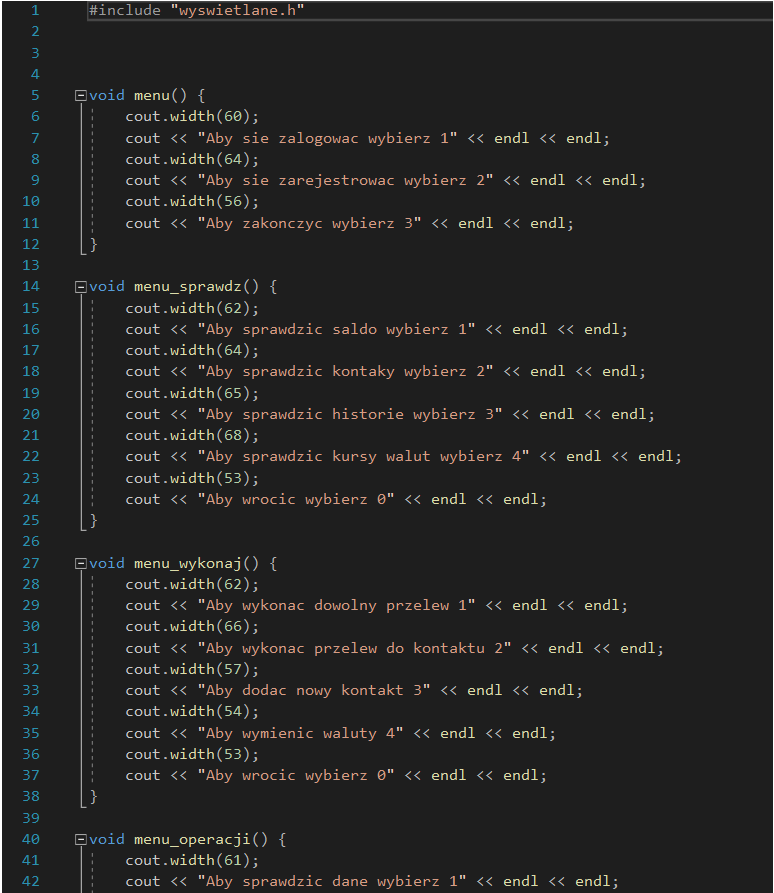 1 #include "wyswietlane.h"
2
3
4
5 void menu() {
6 cout.width(60);
7 cout << "Aby sie zalogowac wybierz 1" << endl << endl;
8 cout.width(64);
9 cout << "Aby sie zarejestrowac wybierz 2" << endl << endl;
10 cout.width(56);
11 cout << "Aby zakonczyc wybierz 3" << endl << endl;
12 }
13
14 void menu_sprawdz() {
15 cout.width(62);
16 cout << "Aby sprawdzic saldo wybierz 1" << endl << endl;
17 cout.width(64);
18 cout << "Aby sprawdzic kontaky wybierz 2" << endl << endl;
19 cout.width(65);
20 cout << "Aby sprawdzic historie wybierz 3" << endl << endl;
21 cout.width(68);
22 cout << "Aby sprawdzic kursy walut wybierz 4" << endl << endl;
23 cout.width(53);
24 cout << "Aby wrocic wybierz 0" << endl << endl;
25 }
26
27 void menu_wykonaj() {
28 cout.width(62);
29 cout << "Aby wykonac dowolny przelew 1" << endl << endl;
30 cout.width(66);
31 cout << "Aby wykonac przelew do kontaktu 2" << endl << endl;
32 cout.width(57);
33 cout << "Aby dodac nowy kontakt 3" << endl << endl;
34 cout.width(54);
35 cout << "Aby wymienic waluty 4" << endl << endl;
36 cout.width(53);
37 cout << "Aby wrocic wybierz 0" << endl << endl;
38 }
39
40 void menu_operacji() {
41 cout.width(61);
42 cout << "Aby sprawdzic dane wybierz 1" << endl << endl;